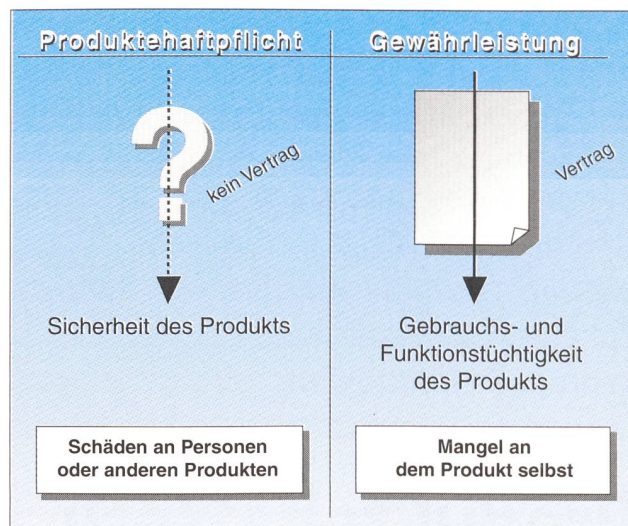 Produktehaftpflicht
kein Vertrag
Sicherheit des Produkts
Schäden an Personen
oder anderen Produkten
Gewährleistung
Vertrag
Gebrauchs- und
Funktionstüchtigkeit
des Produkts
Mangel an
dem Produkt selbst